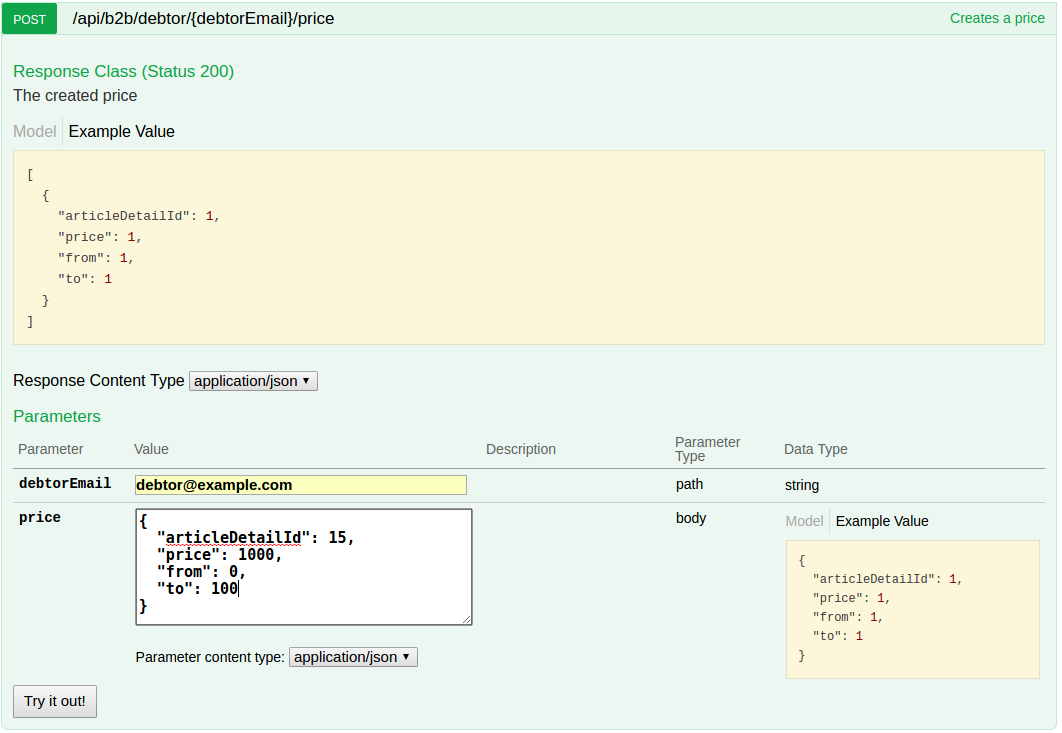 POST /api/b2b/debtor/{debtorEmail}/price Creates a price
Response Class (Status 200)
The created price
Model Example Value
[
  {
    "articleDetailId": 1,
    "price": 1,
    "from": 1,
    "to": 1
  }
]
Response Content Type application/json ▼
Parameters
Parameter Value Description Parameter Type Data Type
debtorEmail debtor@example.com path string
price
{
  "articleDetailId": 15,
  "price": 1000,
  "from": 0,
  "to": 100
}
Parameter content type: application/json ▼
body
Model Example Value
{
  "articleDetailId": 1,
  "price": 1,
  "from": 1,
  "to": 1
}
Try it out!